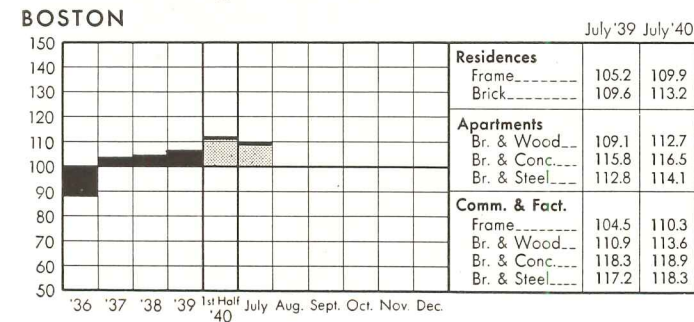 BOSTON
July '39 July '40
150
140
130
120
110
100
90
80
70
60
50
'36 '37 '38 '39 1st Half '40 July Aug. Sept. Oct. Nov. Dec.
Residences
Frame________ 105.2 109.9
Brick________ 109.6 113.2
Apartments
Br. & Wood__ 109.1 112.7
Br. & Conc.___ 115.8 116.5
Br. & Steel___ 112.8 114.1
Comm. & Fact.
Frame________ 104.5 110.3
Br. & Wood__ 110.9 113.6
Br. & Conc.___ 118.3 118.9
Br. & Steel___ 117.2 118.3